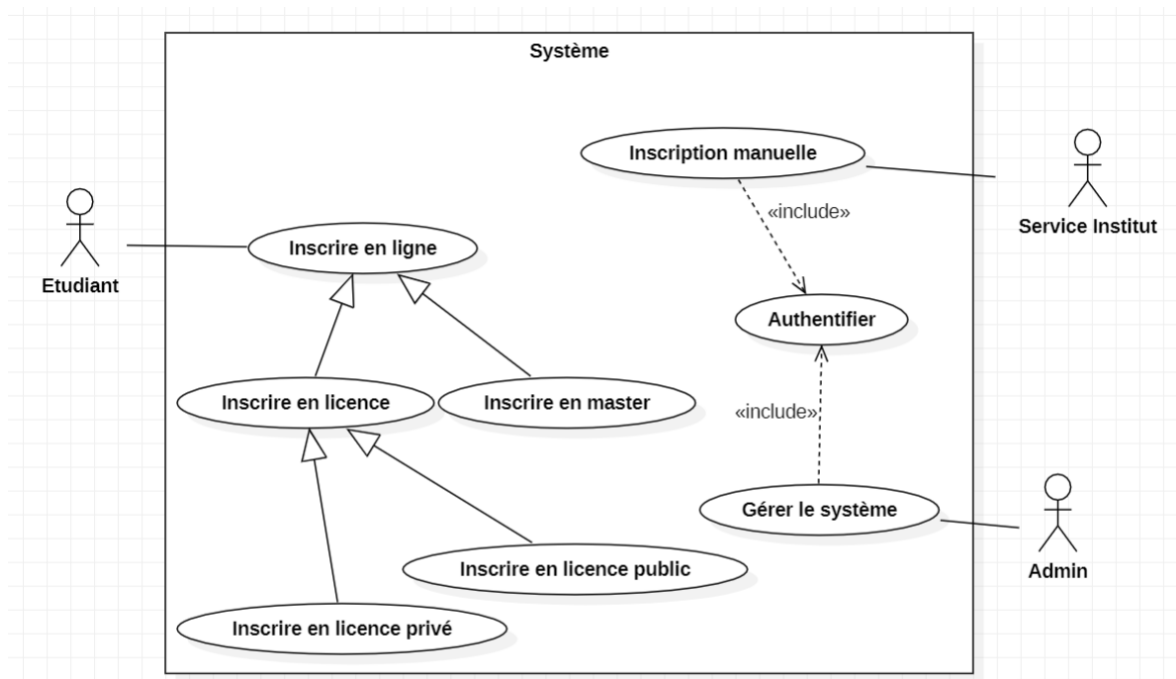 Système
Inscription manuelle
«include»
Service Institut
Inscrire en ligne
Etudiant
Authentifier
Inscrire en licence
Inscrire en master
«include»
Gérer le système
Admin
Inscrire en licence public
Inscrire en licence privé